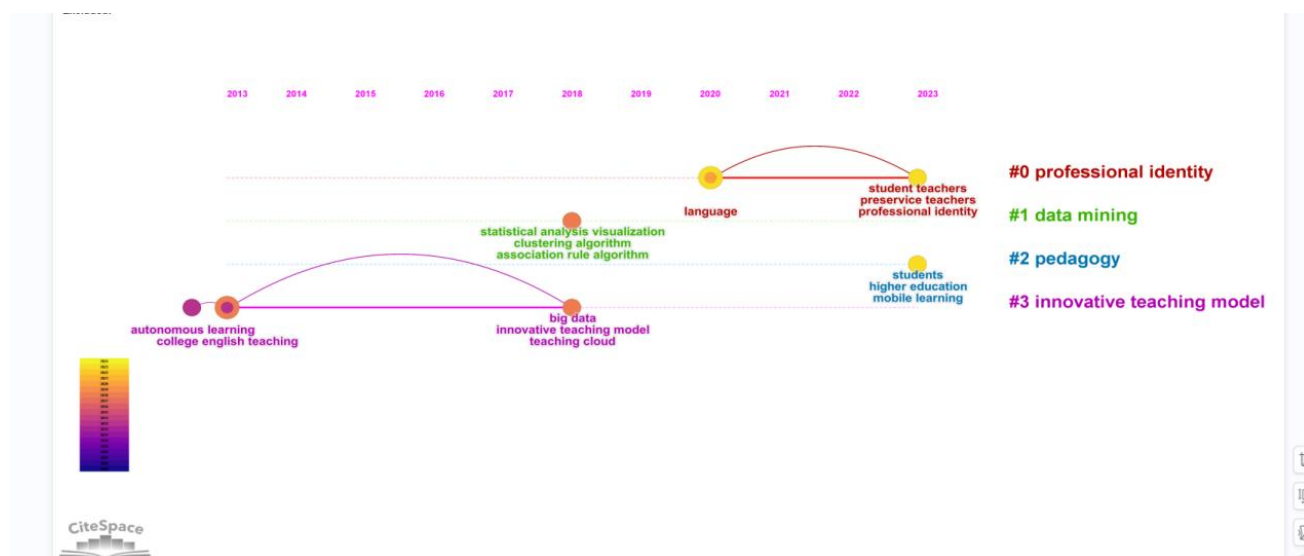 2013 2014 2015 2016 2017 2018 2019 2020 2021 2022 2023
#0 professional identity
student teachers
preservice teachers
language
professional identity
#1 data mining
statistical analysis visualization
clustering algorithm
association rule algorithm
#2 pedagogy
students
higher education
mobile learning
#3 innovative teaching model
big data
autonomous learning
innovative teaching model
college english teaching
teaching cloud
CiteSpace